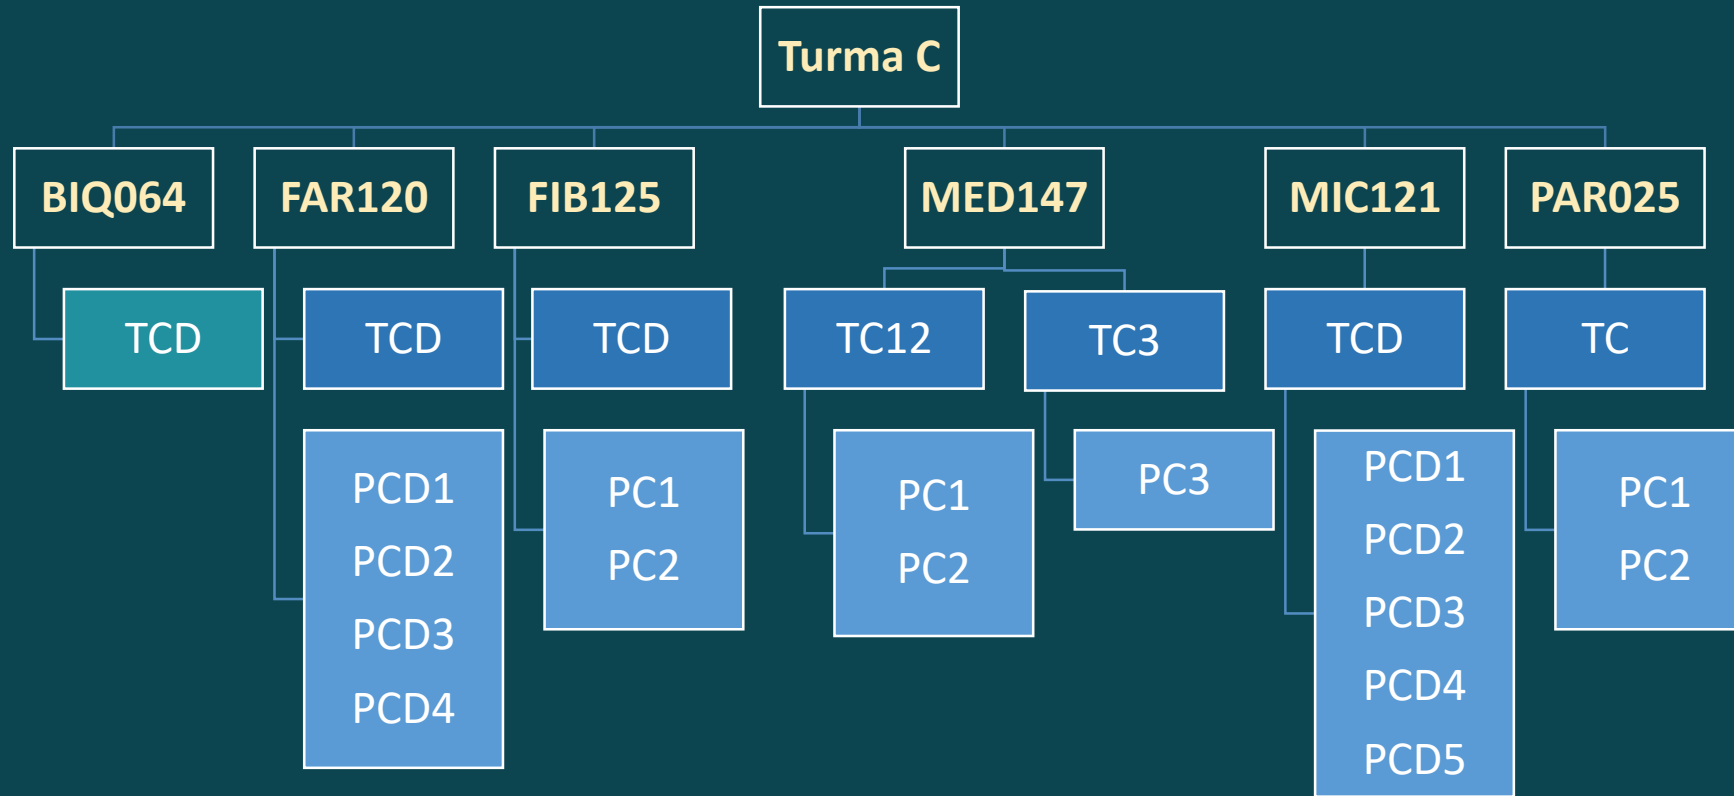 Turma C
BIQ064
FAR120
FIB125
MED147
MIC121
PAR025
TCD
TCD
TCD
TC12
TC3
TCD
TC
PCD1
PCD2
PCD3
PCD4
PC1
PC2
PC1
PC2
PC3
PCD1
PCD2
PCD3
PCD4
PCD5
PC1
PC2